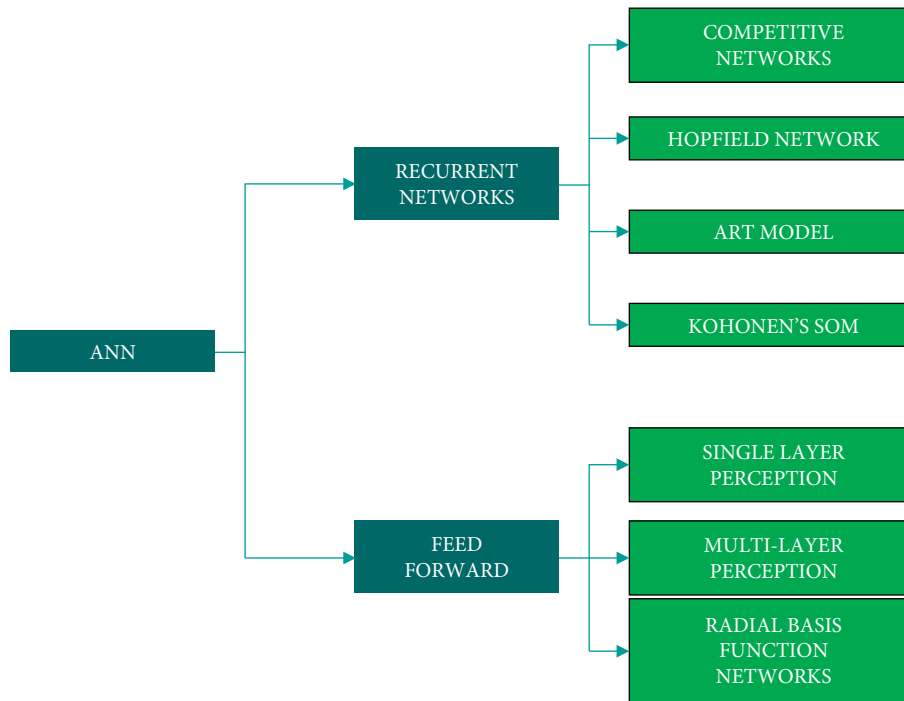 COMPETITIVE
NETWORKS
HOPFIELD NETWORK
RECURRENT
NETWORKS
ART MODEL
KOHONEN’S SOM
ANN
SINGLE LAYER
PERCEPTION
FEED
FORWARD
MULTI-LAYER
PERCEPTION
RADIAL BASIS
FUNCTION
NETWORKS